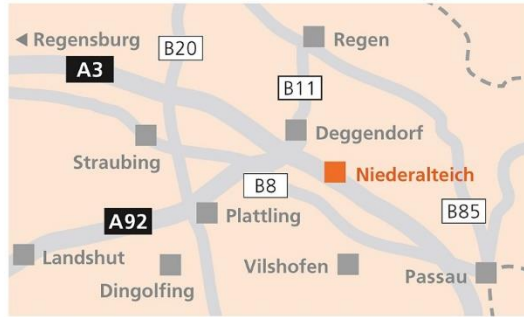 ◄ Regensburg
B20
Regen
A3
B11
Deggendorf
Straubing
Niederalteich
B8
A92
Plattling
B85
Landshut
Vilshofen
Passau
Dingolfing